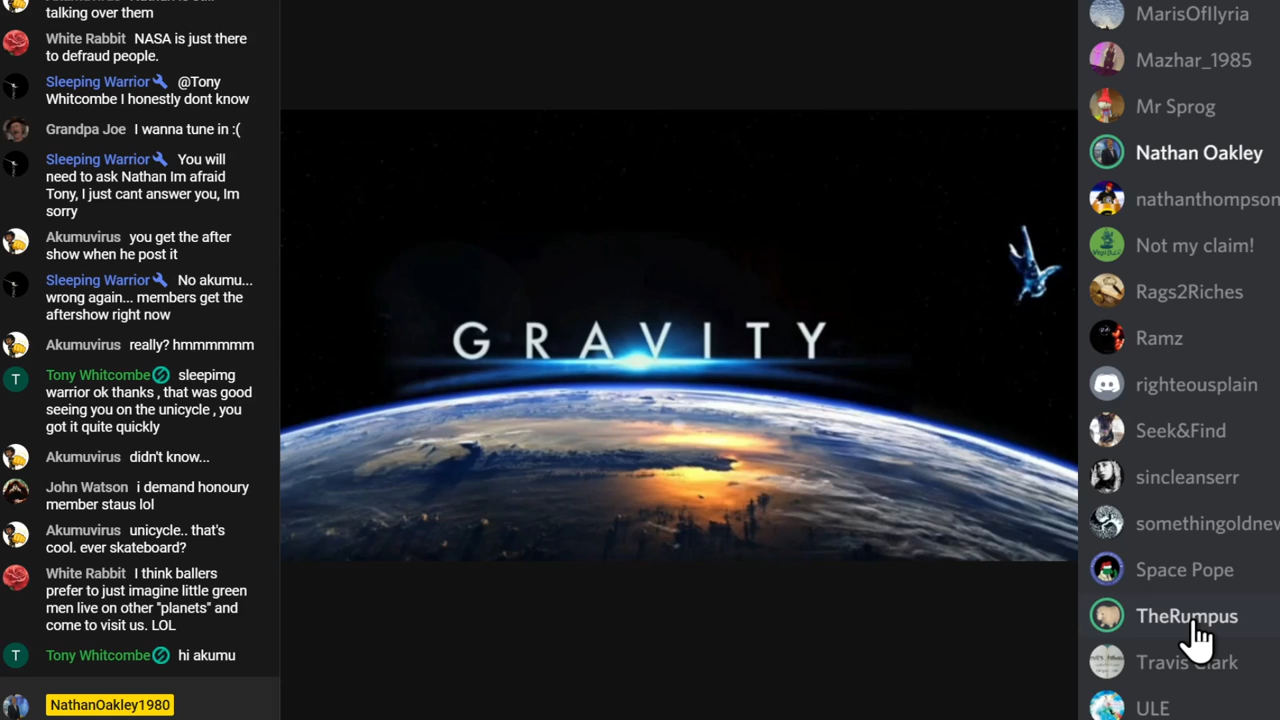 talking over them
White Rabbit NASA is just there
to defraud people.
Sleeping Warrior @Tony
Whitcombe I honestly dont know
Grandpa Joe I wanna tune in :(
Sleeping Warrior You will
need to ask Nathan Im afraid
Tony, I just cant answer you, Im
sorry
Akumuvirus you get the after
show when he post it
Sleeping Warrior No akumu...
wrong again... members get the
aftershow right now
Akumuvirus really? hmmmmmm
T Tony Whitcombe sleepimg
warrior ok thanks , that was good
seeing you on the unicycle , you
got it quite quickly
Akumuvirus didn't know...
John Watson i demand honoury
member staus lol
Akumuvirus unicycle.. that's
cool. ever skateboard?
White Rabbit I think ballers
prefer to just imagine little green
men live on other "planets" and
come to visit us. LOL
T Tony Whitcombe hi akumu
NathanOakley1980
GRAVITY
MarisOfIllyria
Mazhar_1985
Mr Sprog
Nathan Oakley
nathanthompson
Not my claim!
Rags2Riches
Ramz
righteousplain
Seek&Find
sincleanserr
somethingoldnew
Space Pope
TheRumpus
Travis Clark
ULE